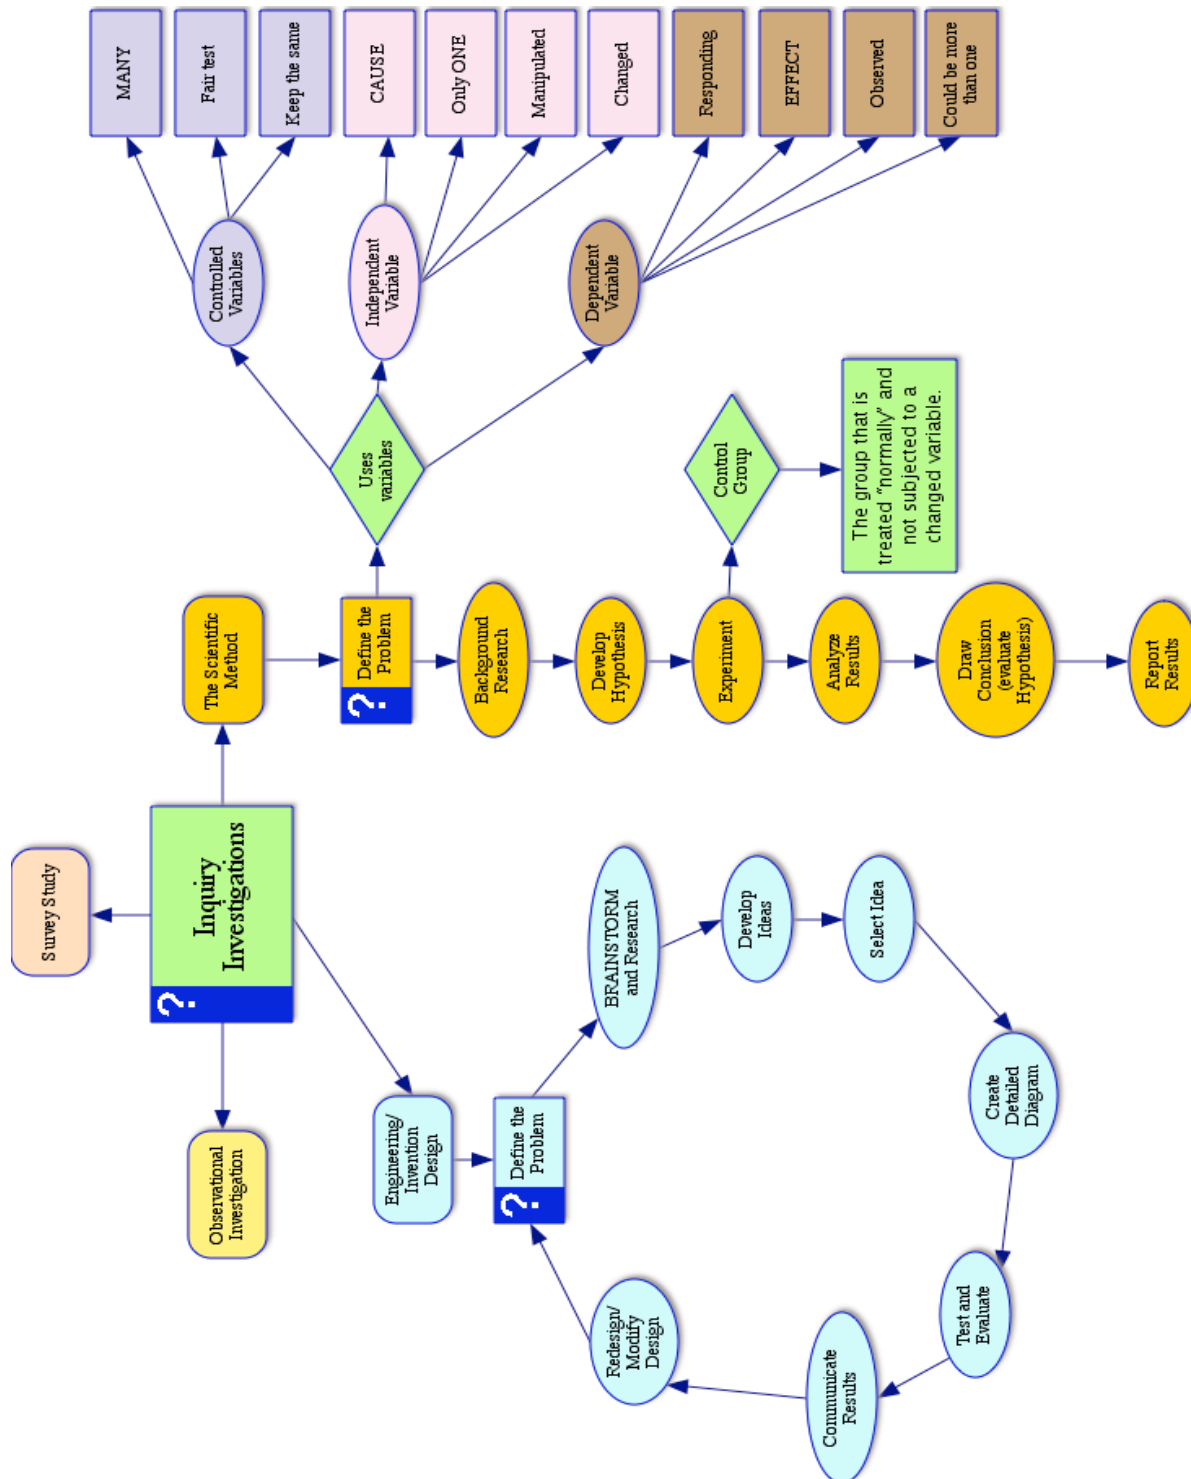 Survey Study
Inquiry
Investigations
?
Observational
Investigation
The Scientific
Method
?
Define the
Problem
Background
Research
Develop
Hypothesis
Experiment
Analyze
Results
Draw
Conclusion
(evaluate
Hypothesis)
Report
Results
Uses
variables
Controlled
Variables
MANY
Fair test
Keep the same
Independent
Variable
CAUSE
Only ONE
Manipulated
Changed
Dependent
Variable
Responding
EFFECT
Observed
Could be more
than one
Control
Group
The group that is
treated “normally” and
not subjected to a
changed variable.
Engineering/
Invention
Design
?
Define the
Problem
BRAINSTORM
and Research
Develop
Ideas
Select Idea
Create
Detailed
Diagram
Test and
Evaluate
Communicate
Results
Redesign/
Modify
Design